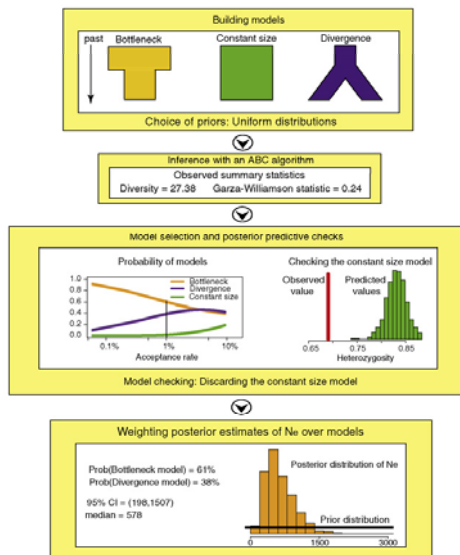 Building models
past
Bottleneck
Constant size
Divergence
Choice of priors: Uniform distributions
Inference with an ABC algorithm
Observed summary statistics
Diversity = 27.38 Garza-Williamson statistic = 0.24
Model selection and posterior predictive checks
Probability of models
Bottleneck
Divergence
Constant size
1.0
0.8
0.6
0.4
0.2
0.0
0.1%
1%
10%
Acceptance rate
Checking the constant size model
Observed
value
Predicted
values
0.65
0.75
0.85
Heterozygosity
Model checking: Discarding the constant size model
Weighting posterior estimates of Ne over models
Prob(Bottleneck model) = 61%
Prob(Divergence model) = 38%
95% CI = (198,1507)
median = 578
Posterior distribution of Ne
Prior distribution
0
1500
3000